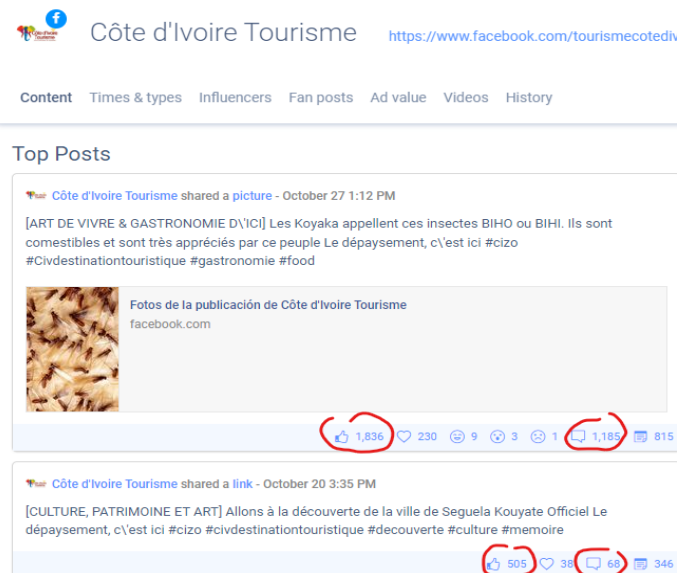 Côte d'Ivoire Tourisme https://www.facebook.com/tourismecotediv
Content Times & types Influencers Fan posts Ad value Videos History
Top Posts
Côte d'Ivoire Tourisme shared a picture - October 27 1:12 PM
[ART DE VIVRE & GASTRONOMIE D\'ICI] Les Koyaka appellent ces insectes BIHO ou BIHI. Ils sont
comestibles et sont très appréciés par ce peuple Le dépaysement, c\'est ici #cizo
#Civdestinationtouristique #gastronomie #food
Fotos de la publicación de Côte d'Ivoire Tourisme
facebook.com
1,836 230 9 3 1 1,185 815
Côte d'Ivoire Tourisme shared a link - October 20 3:35 PM
[CULTURE, PATRIMOINE ET ART] Allons à la découverte de la ville de Seguela Kouyate Officiel Le
dépaysement, c\'est ici #cizo #civdestinationtouristique #decouverte #culture #memoire
505 38 68 346